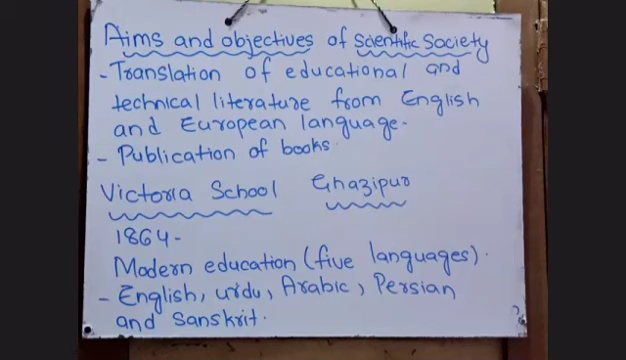 Aims and objectives of Scientific Society
- Translation of educational and
technical literature from English
and European language.
- Publication of books.
Victoria School Ghazipur
1864-
Modern education (five languages).
- English, urdu, Arabic, Persian
and Sanskrit.